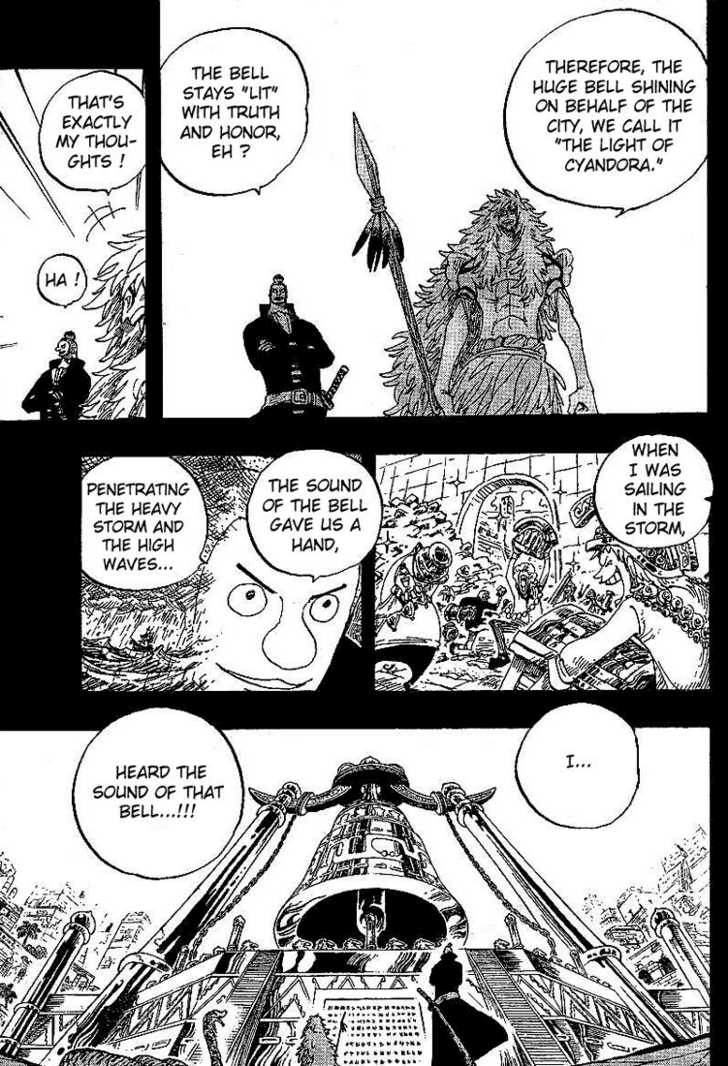 THEREFORE, THE
HUGE BELL SHINING
ON BEHALF OF THE
CITY, WE CALL IT
"THE LIGHT OF
CYANDORA."
THE BELL
STAYS "LIT"
WITH TRUTH
AND HONOR,
EH ?
THAT'S
EXACTLY
MY THOU-
GHTS !
HA !
WHEN
I WAS
SAILING
IN THE
STORM,
THE SOUND
OF THE BELL
GAVE US A
HAND,
PENETRATING
THE HEAVY
STORM AND
THE HIGH
WAVES...
I...
HEARD THE
SOUND OF THAT
BELL...!!!